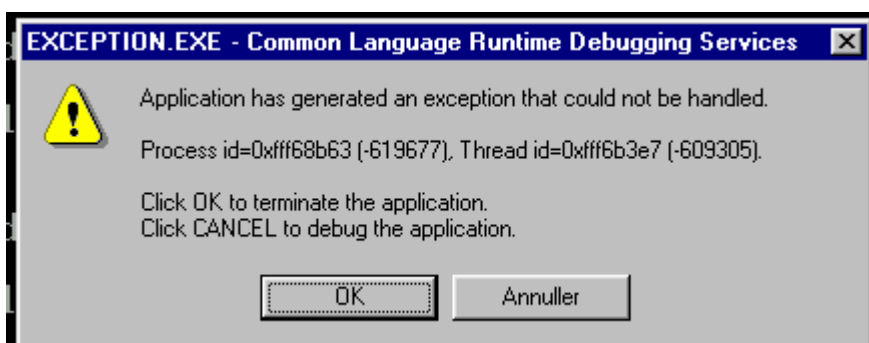 EXCEPTION.EXE - Common Language Runtime Debugging Services
Application has generated an exception that could not be handled.
Process id=0xfff68b63 (-619677), Thread id=0xfff6b3e7 (-609305).
Click OK to terminate the application.
Click CANCEL to debug the application.
OK
Annuller